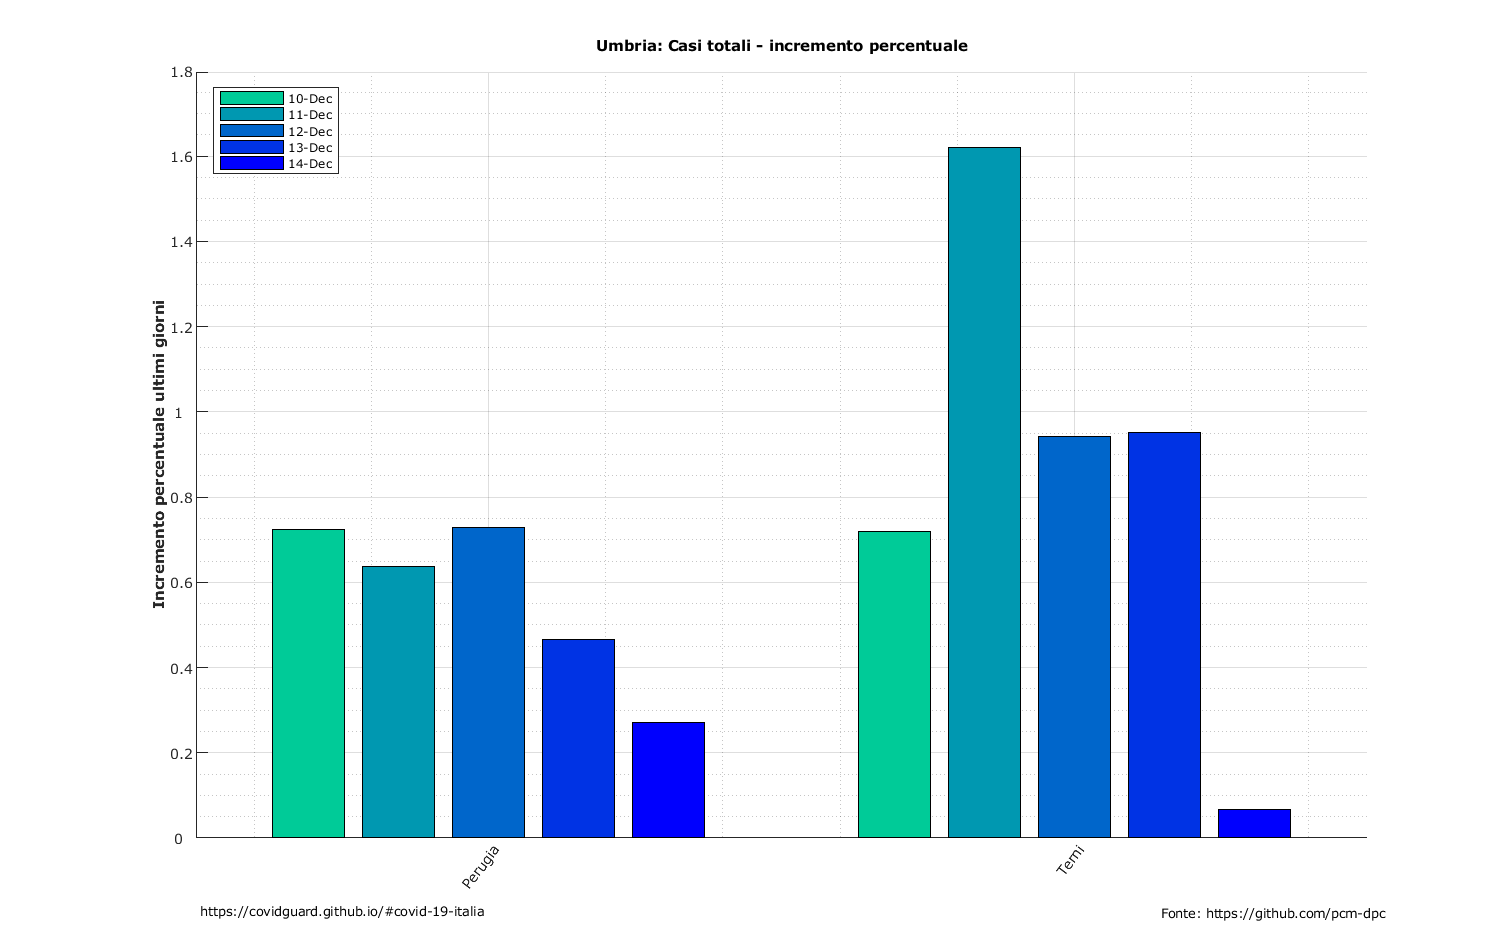 Umbria: Casi totali - incremento percentuale
1.8
1.6
1.4
1.2
1
0.8
0.6
0.4
0.2
0
Incremento percentuale ultimi giorni
10-Dec
11-Dec
12-Dec
13-Dec
14-Dec
Perugia
Terni
https://covidguard.github.io/#covid-19-italia
Fonte: https://github.com/pcm-dpc